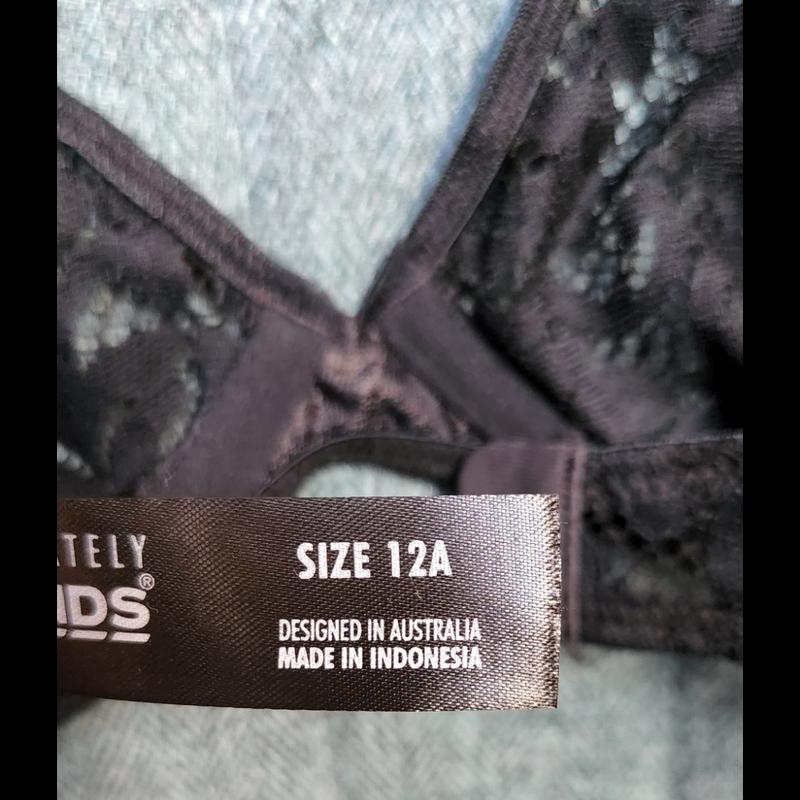 SIZE 12A
DESIGNED IN AUSTRALIA
MADE IN INDONESIA